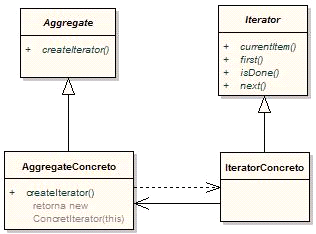 Aggregate
+ createIterator()
Iterator
+ currentItem()
+ first()
+ isDone()
+ next()
AggregateConcreto
+ createIterator()
retorna new
ConcretIterator(this)
IteratorConcreto